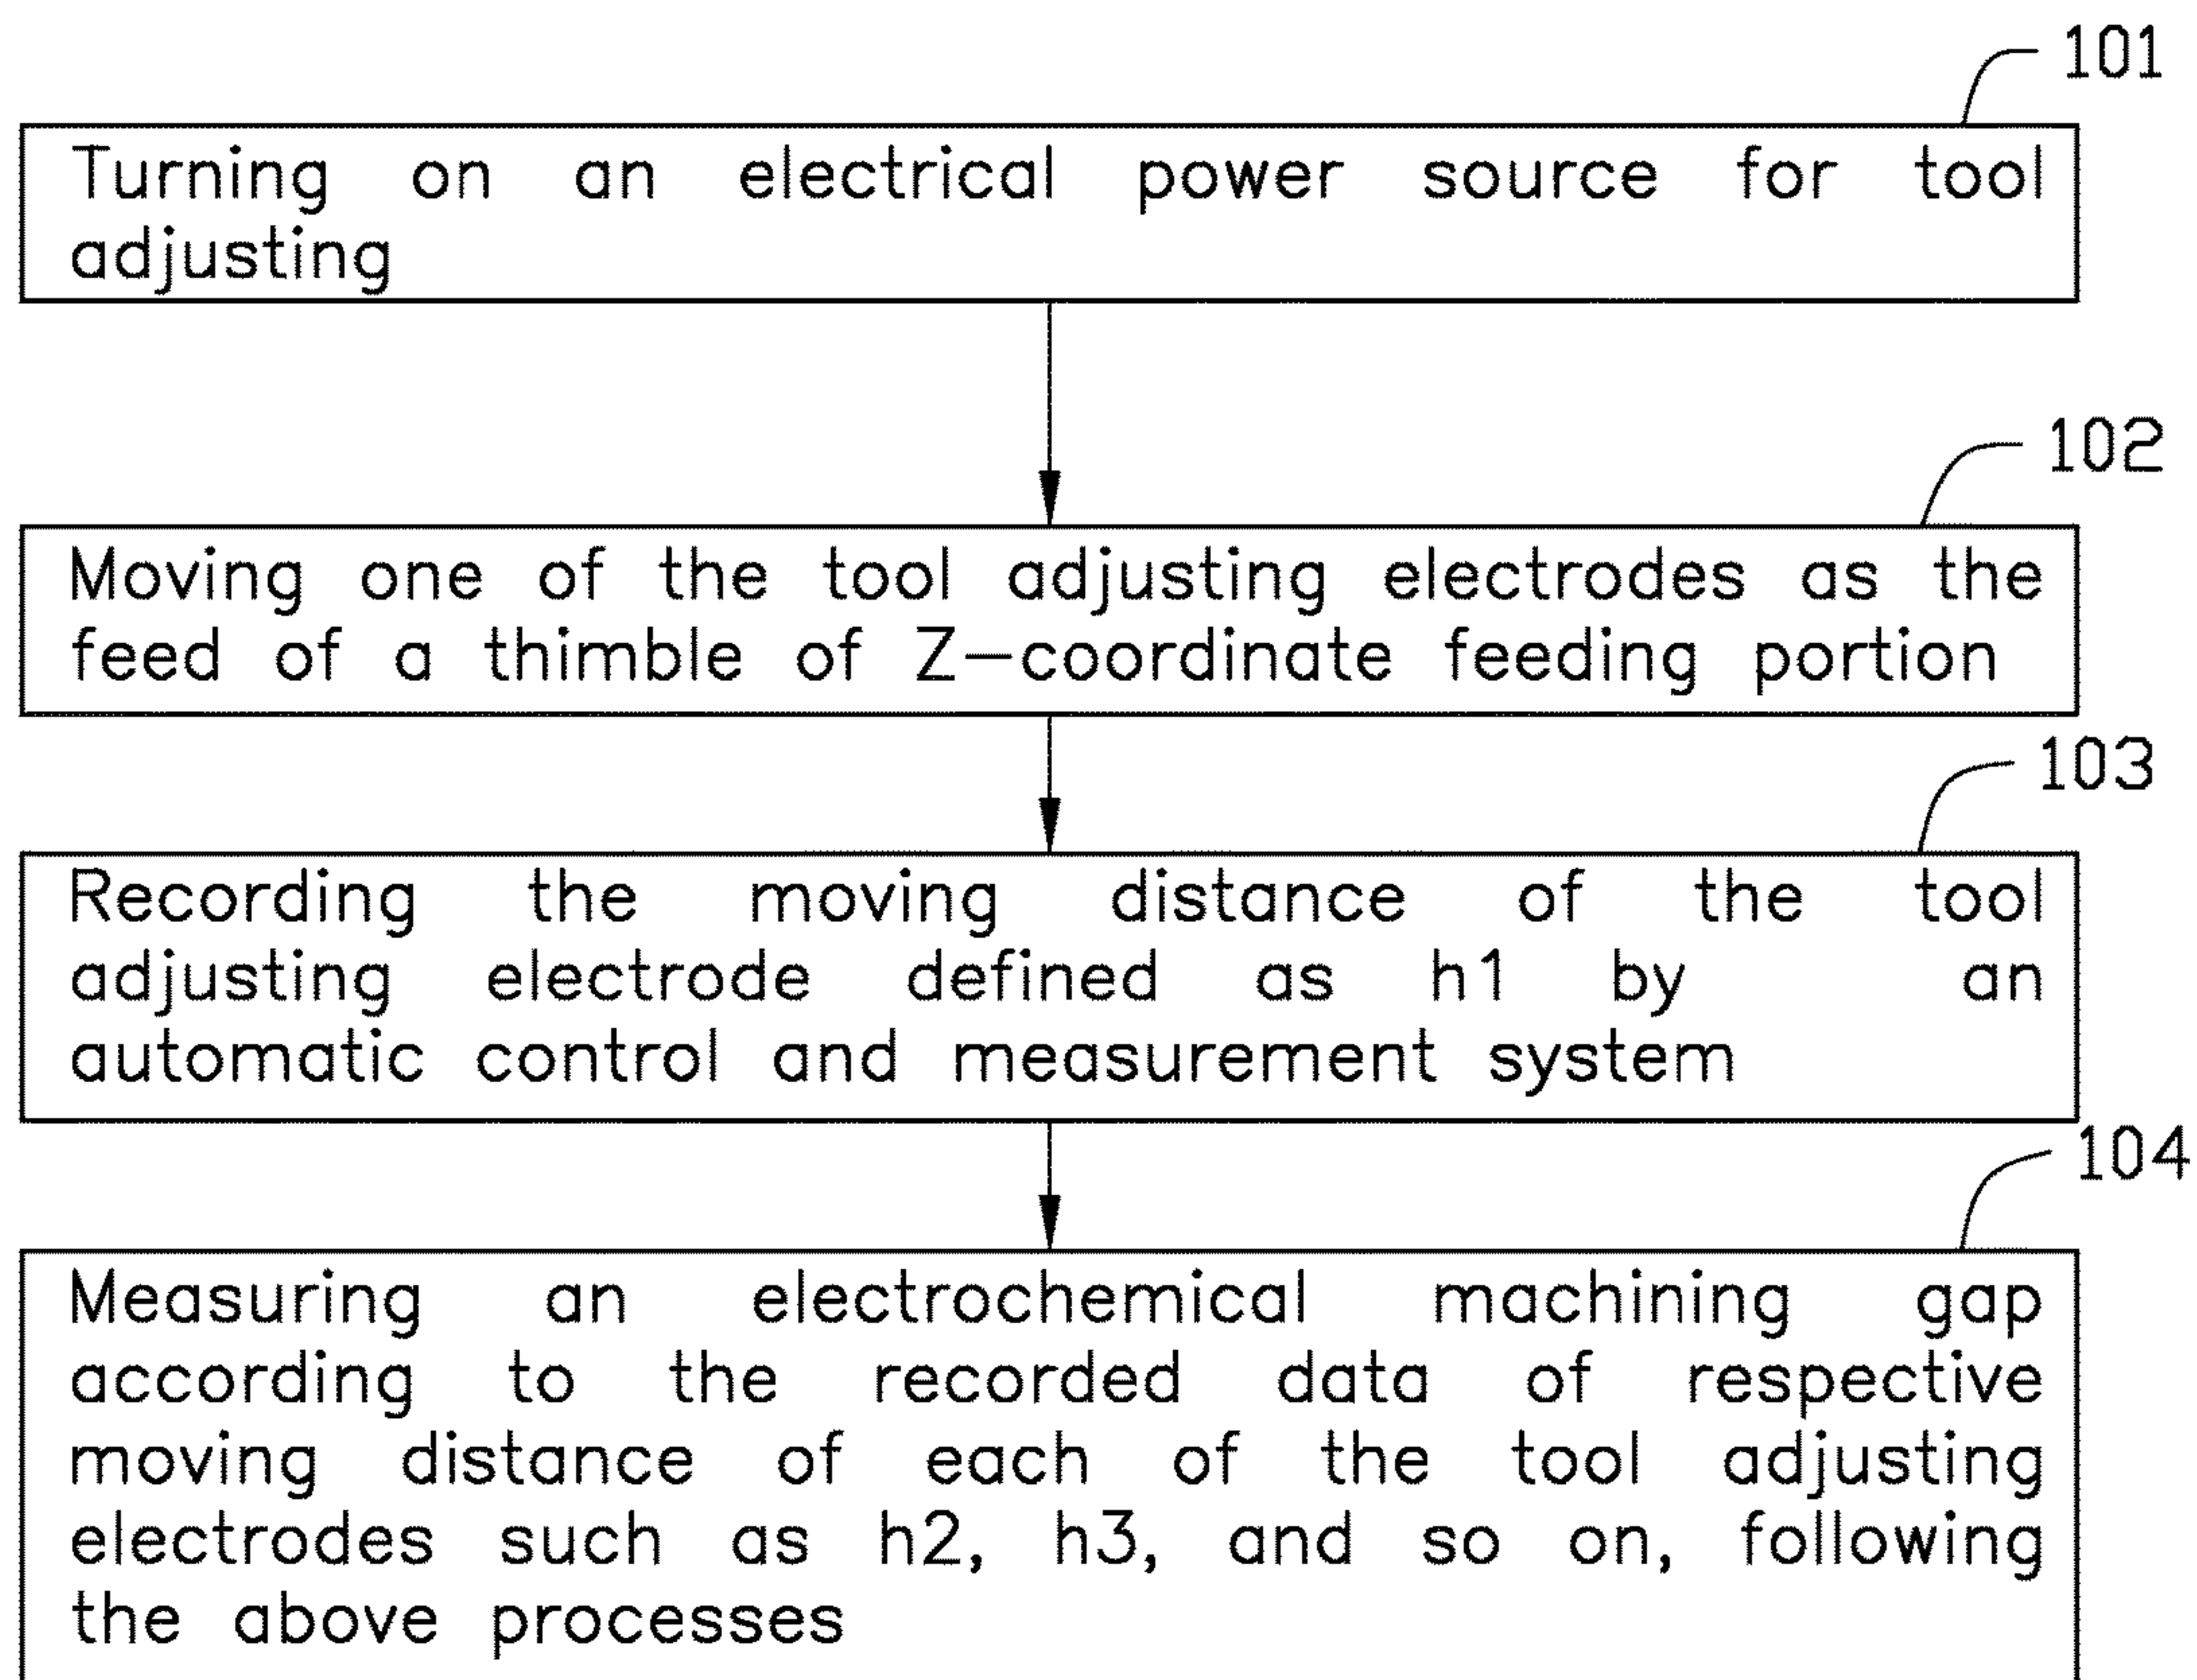 101
Turning on an electrical power source for tool
adjusting
102
Moving one of the tool adjusting electrodes as the
feed of a thimble of Z-coordinate feeding portion
103
Recording the moving distance of the tool
adjusting electrode defined as h1 by an
automatic control and measurement system
104
Measuring an electrochemical machining gap
according to the recorded data of respective
moving distance of each of the tool adjusting
electrodes such as h2, h3, and so on, following
the above processes